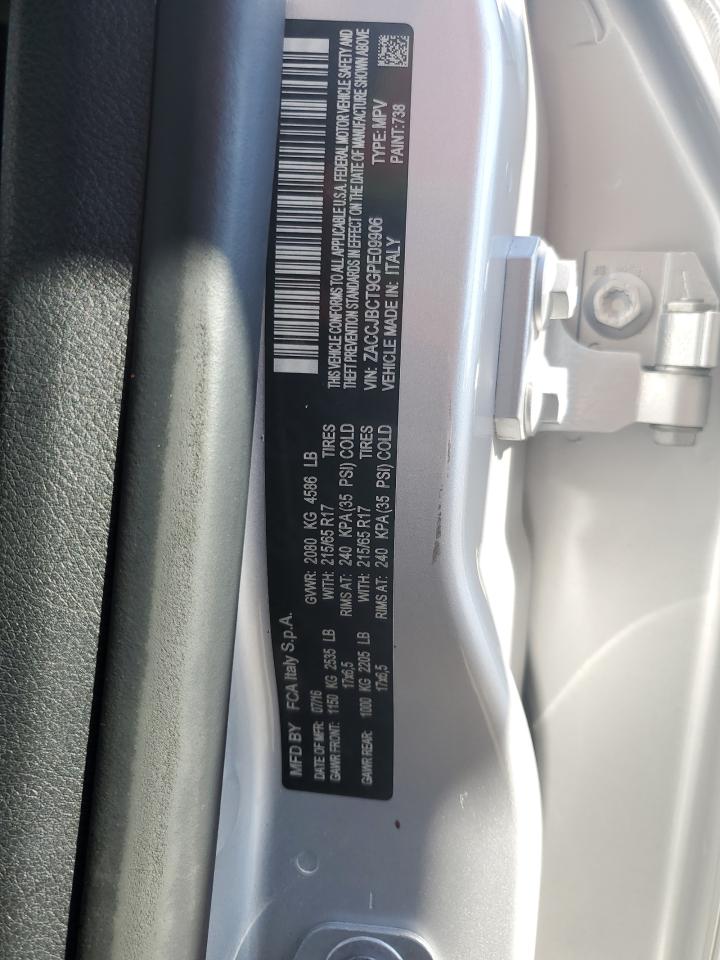 MFD BY FCA Italy S.p.A.
DATE OF MFR: 07/16 GVWR: 2080 KG 4586 LB
GAWR FRONT: 1150 KG 2535 LB WITH: 215/65 R17 TIRES
17x6,5 RIMS AT: 240 KPA(35 PSI) COLD
GAWR REAR: 1000 KG 2205 LB WITH: 215/65 R17 TIRES
17x6,5 RIMS AT: 240 KPA(35 PSI) COLD
THIS VEHICLE CONFORMS TO ALL APPLICABLE U.S.A. FEDERAL MOTOR VEHICLE SAFETY AND
THEFT PREVENTION STANDARDS IN EFFECT ON THE DATE OF MANUFACTURE SHOWN ABOVE
VIN: ZACCJBCT9GPE09906 TYPE: MPV
VEHICLE MADE IN: ITALY PAINT: 738